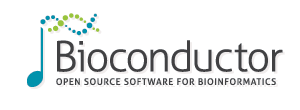 Bioconductor
OPEN SOURCE SOFTWARE FOR BIOINFORMATICS